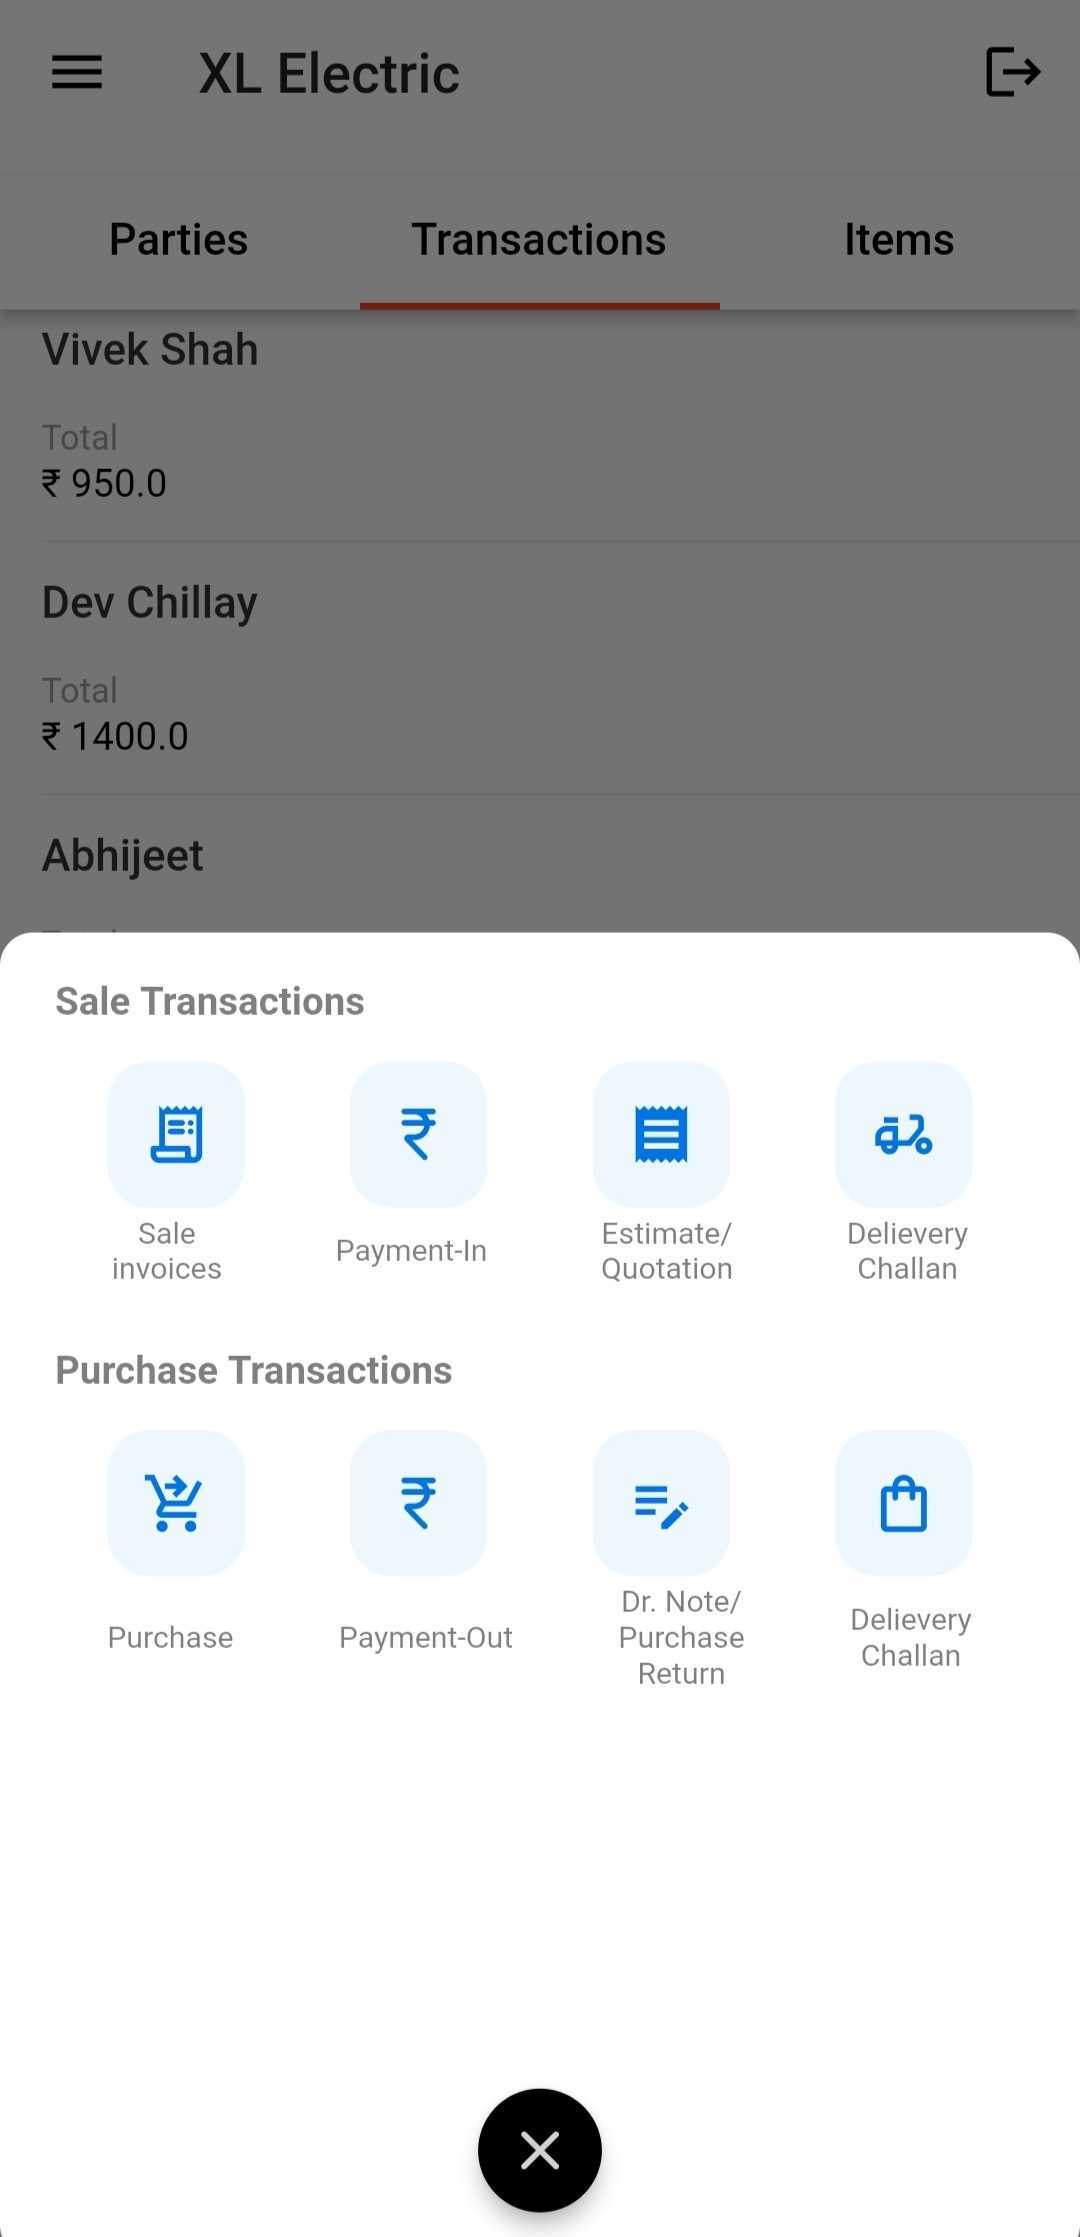 XL Electric
Parties Transactions Items
Vivek Shah
Total
₹ 950.0
Dev Chillay
Total
₹ 1400.0
Abhijeet
Sale Transactions
Sale invoices
Payment-In
Estimate/
Quotation
Delievery
Challan
Purchase Transactions
Purchase
Payment-Out
Dr. Note/
Purchase
Return
Delievery
Challan